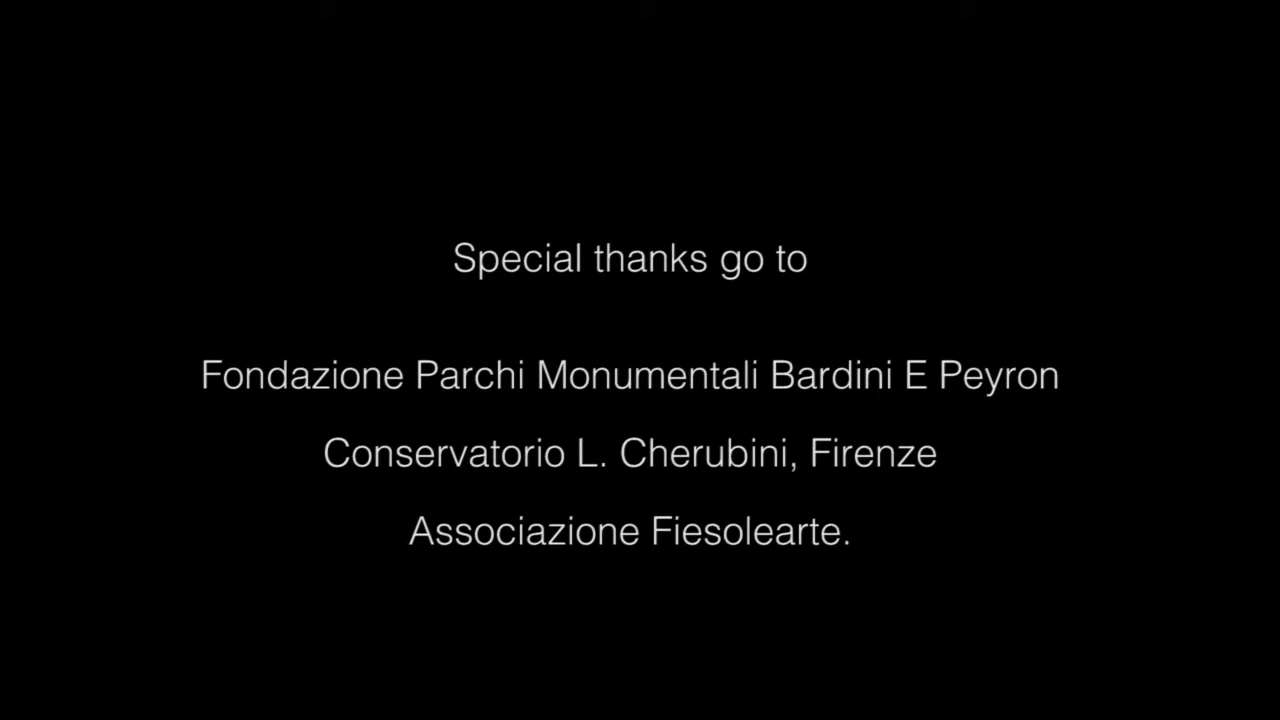 Special thanks go to
Fondazione Parchi Monumentali Bardini E Peyron
Conservatorio L. Cherubini, Firenze
Associazione Fiesolearte.